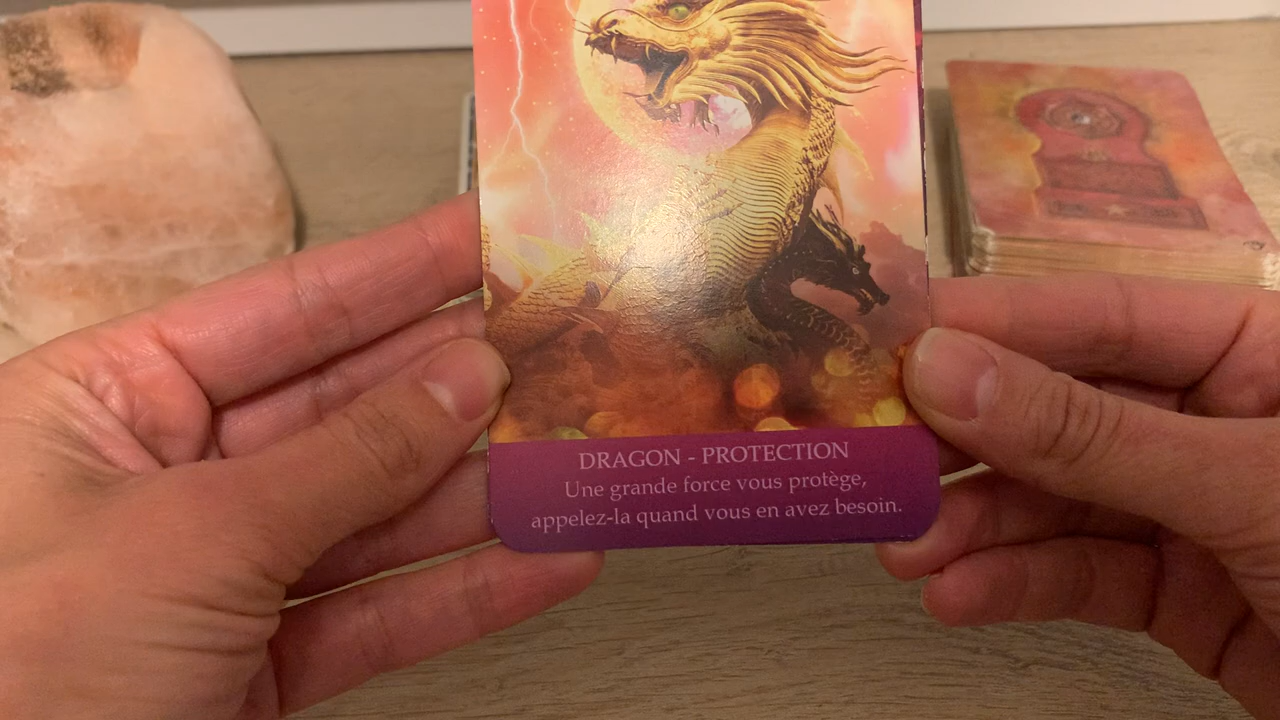 DRAGON - PROTECTION
Une grande force vous protège,
appelez-la quand vous en avez besoin.